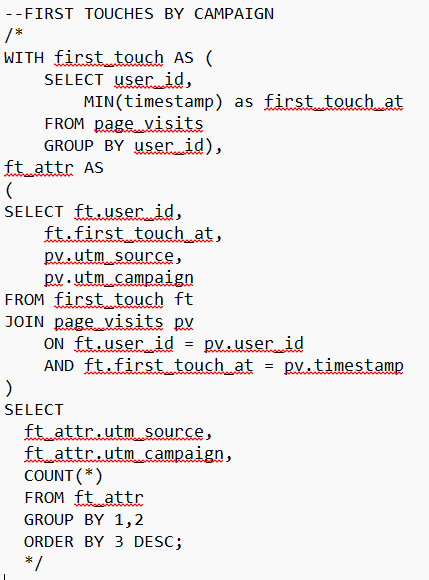 --FIRST TOUCHES BY CAMPAIGN
/*
WITH first_touch AS (
    SELECT user_id,
        MIN(timestamp) as first_touch_at
    FROM page_visits
    GROUP BY user_id),
ft_attr AS
(
SELECT ft.user_id,
    ft.first_touch_at,
    pv.utm_source,
    pv.utm_campaign
FROM first_touch ft
JOIN page_visits pv
    ON ft.user_id = pv.user_id
    AND ft.first_touch_at = pv.timestamp
)
SELECT
  ft_attr.utm_source,
  ft_attr.utm_campaign,
  COUNT(*)
  FROM ft_attr
  GROUP BY 1,2
  ORDER BY 3 DESC;
  */